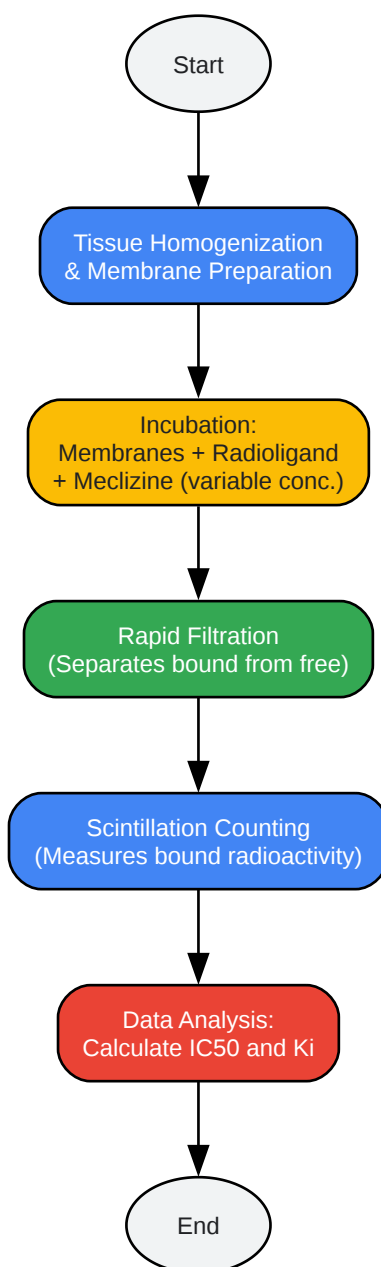 Start
Tissue Homogenization
& Membrane Preparation
Incubation:
Membranes + Radioligand
+ Meclizine (variable conc.)
Rapid Filtration
(Separates bound from free)
Scintillation Counting
(Measures bound radioactivity)
Data Analysis:
Calculate IC50 and Ki
End